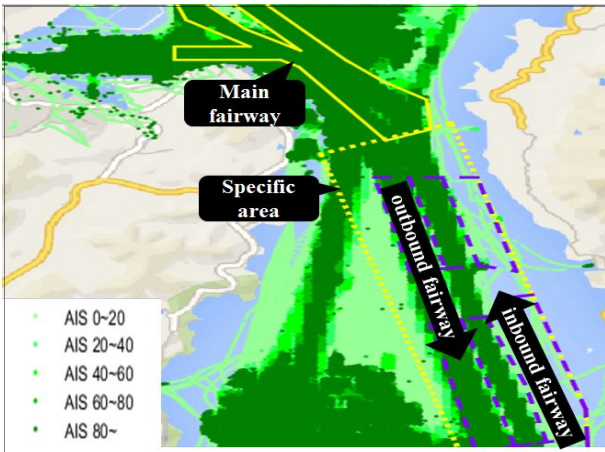 Main
fairway
Specific
area
outbound fairway
inbound fairway
AIS 0~20
AIS 20~40
AIS 40~60
AIS 60~80
AIS 80~